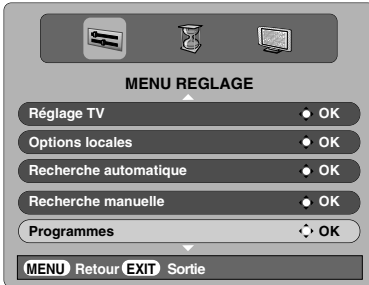 MENU REGLAGE
Réglage TV OK
Options locales OK
Recherche automatique OK
Recherche manuelle OK
Programmes OK
MENU Retour EXIT Sortie